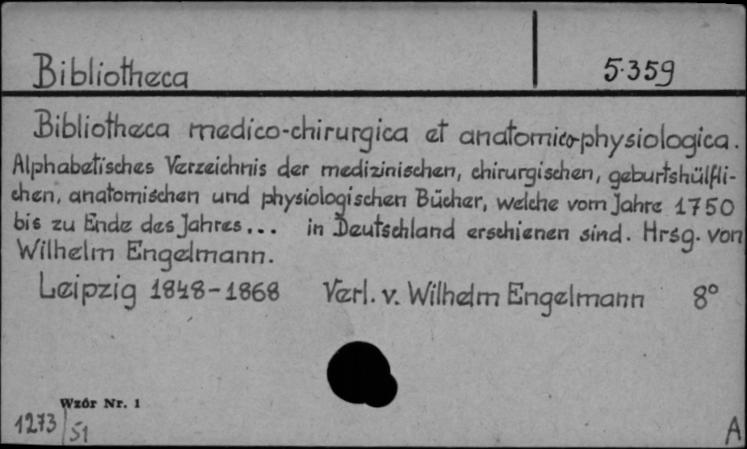 Bibliotheca 5·359
Bibliotheca medico-chirurgica et anatomico-physiologica.
Alphabetisches Verzeichnis der medizinischen, chirurgischen, geburtshülfli-
chen, anatomischen und physiologischen Bücher, welche vom Jahre 1750
bis zu Ende des Jahres... in Deutschland erschienen sind. Hrsg. von
Wilhelm Engelmann.
Leipzig 1848-1868 Verl. v. Wilhelm Engelmann 8°
Wzór Nr. 1
1273/51 A